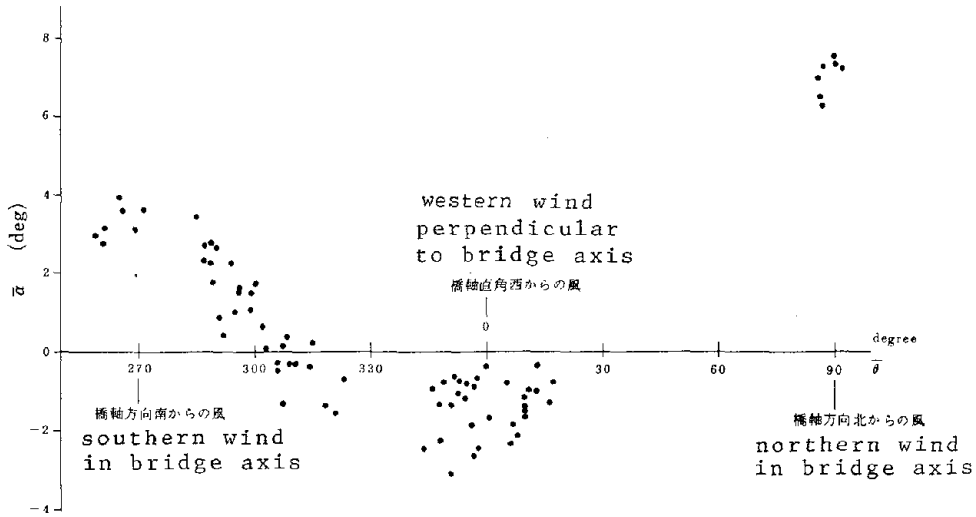 8
6
4
2
0
−2
−4
ᾱ (deg)
western wind
perpendicular
to bridge axis
橋軸直角西からの風
0
degree
270
300
330
30
60
90
θ̄
橋軸方向南からの風
southern wind
in bridge axis
橋軸方向北からの風
northern wind
in bridge axis